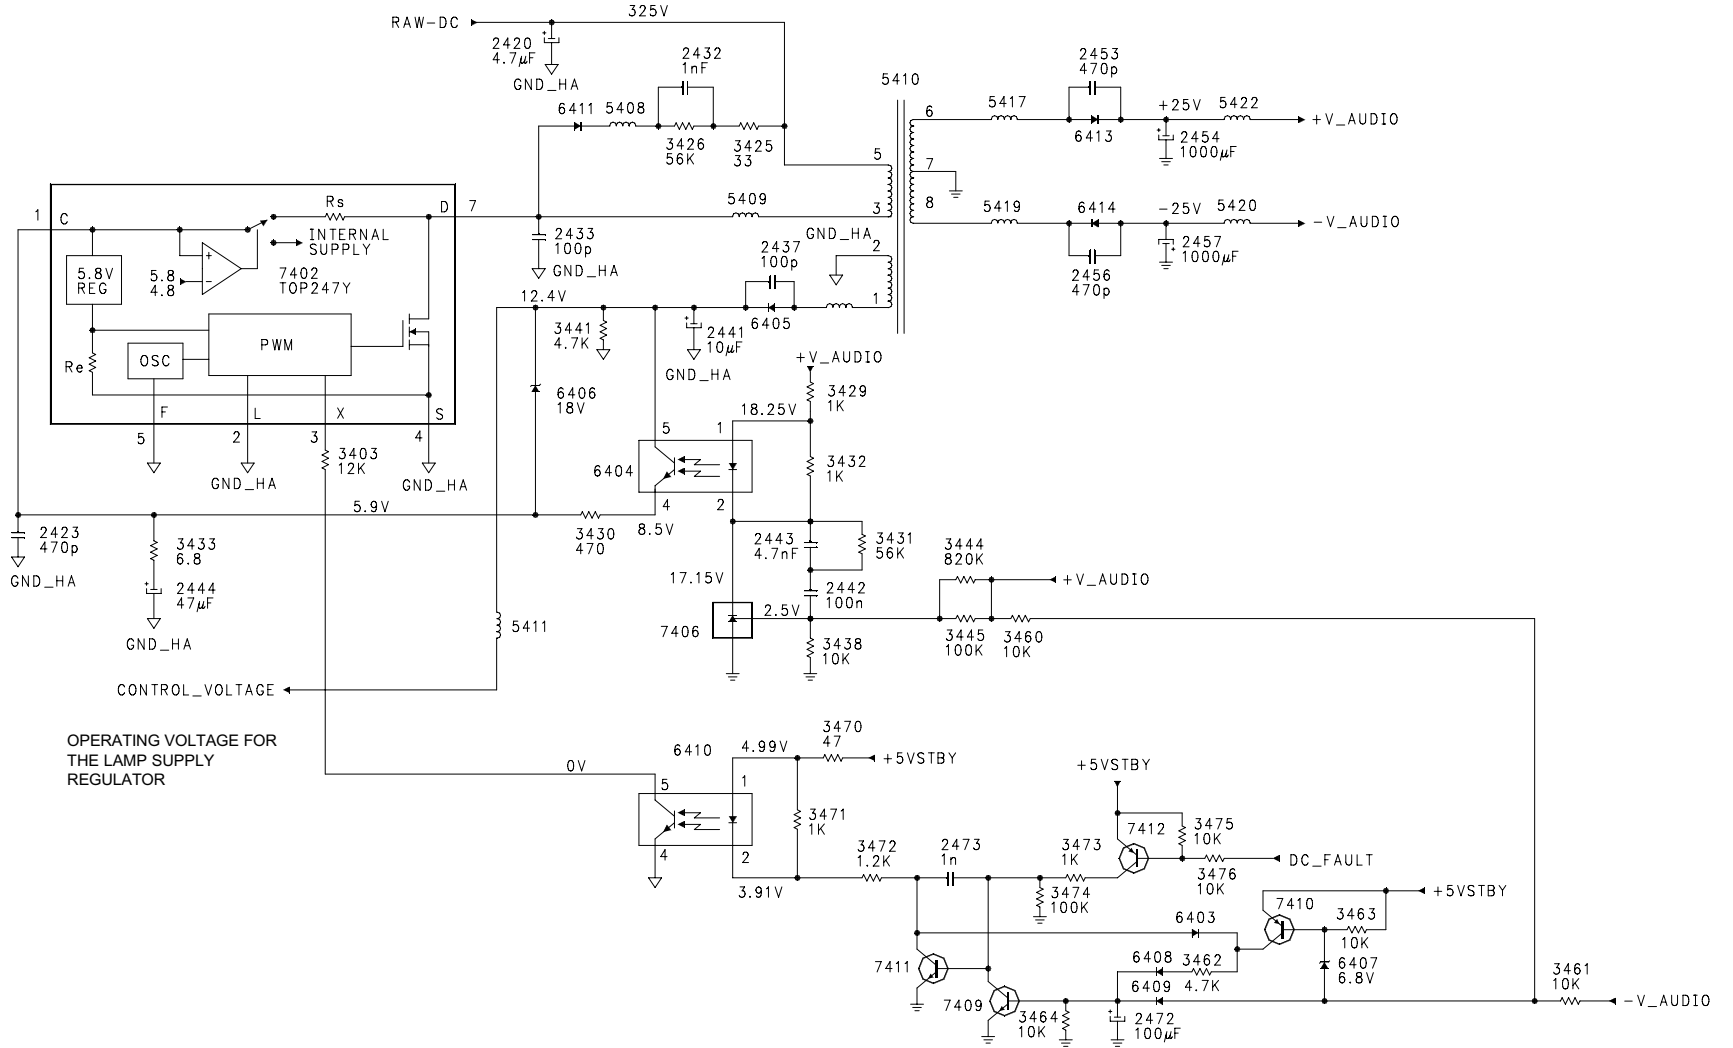 RAW-DC
325V
2420
4.7µF
GND_HA
2432
1nF
6411
5408
3426
56K
3425
33
5410
5
3
GND_HA
2
1
6
7
8
5417
2453
470p
6413
+25V
5422
+V_AUDIO
2454
1000µF
5419
6414
-25V
5420
-V_AUDIO
2456
470p
2457
1000µF
1
C
Rs
D
7
5409
INTERNAL
SUPPLY
2433
100p
GND_HA
5.8V
REG
5.8
4.8
+
-
7402
TOP247Y
2437
100p
6405
12.4V
3441
4.7K
2441
10µF
GND_HA
Re
OSC
PWM
F
L
X
S
5
2
3
4
GND_HA
3403
12K
GND_HA
6406
18V
+V_AUDIO
3429
1K
18.25V
5
1
6404
4
2
3432
1K
5.9V
3430
470
8.5V
2423
470p
GND_HA
3433
6.8
2444
47µF
GND_HA
2443
4.7nF
3431
56K
17.15V
2442
100n
2.5V
7406
3438
10K
3444
820K
+V_AUDIO
3445
100K
3460
10K
5411
CONTROL_VOLTAGE
OPERATING VOLTAGE FOR
THE LAMP SUPPLY
REGULATOR
0V
6410
4.99V
3470
47
+5VSTBY
5
1
4
2
3471
1K
3.91V
3472
1.2K
2473
1n
3473
1K
3474
100K
+5VSTBY
7412
3475
10K
DC_FAULT
3476
10K
+5VSTBY
7410
3463
10K
6403
7411
6408
3462
4.7K
6409
6407
6.8V
7409
3464
10K
2472
100µF
3461
10K
-V_AUDIO